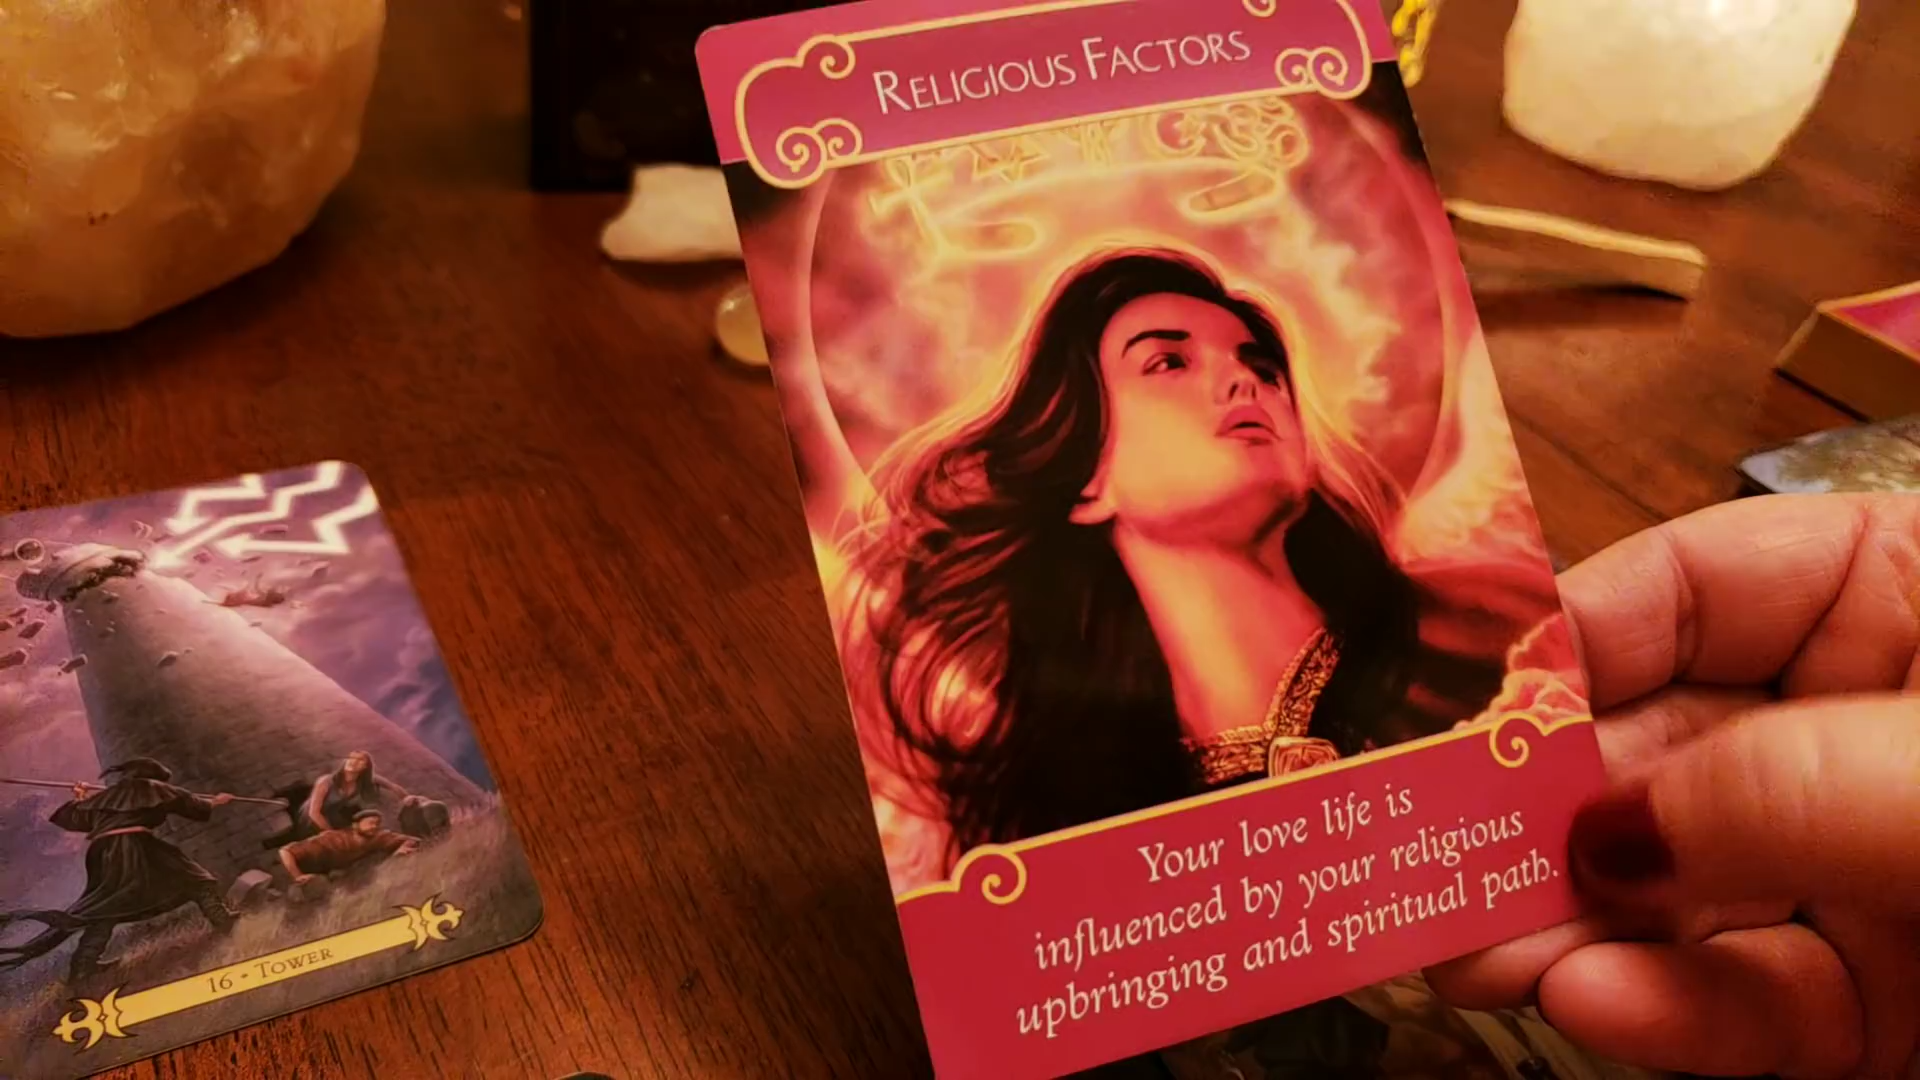 RELIGIOUS FACTORS
Your love life is
influenced by your religious
upbringing and spiritual path.
16 • TOWER